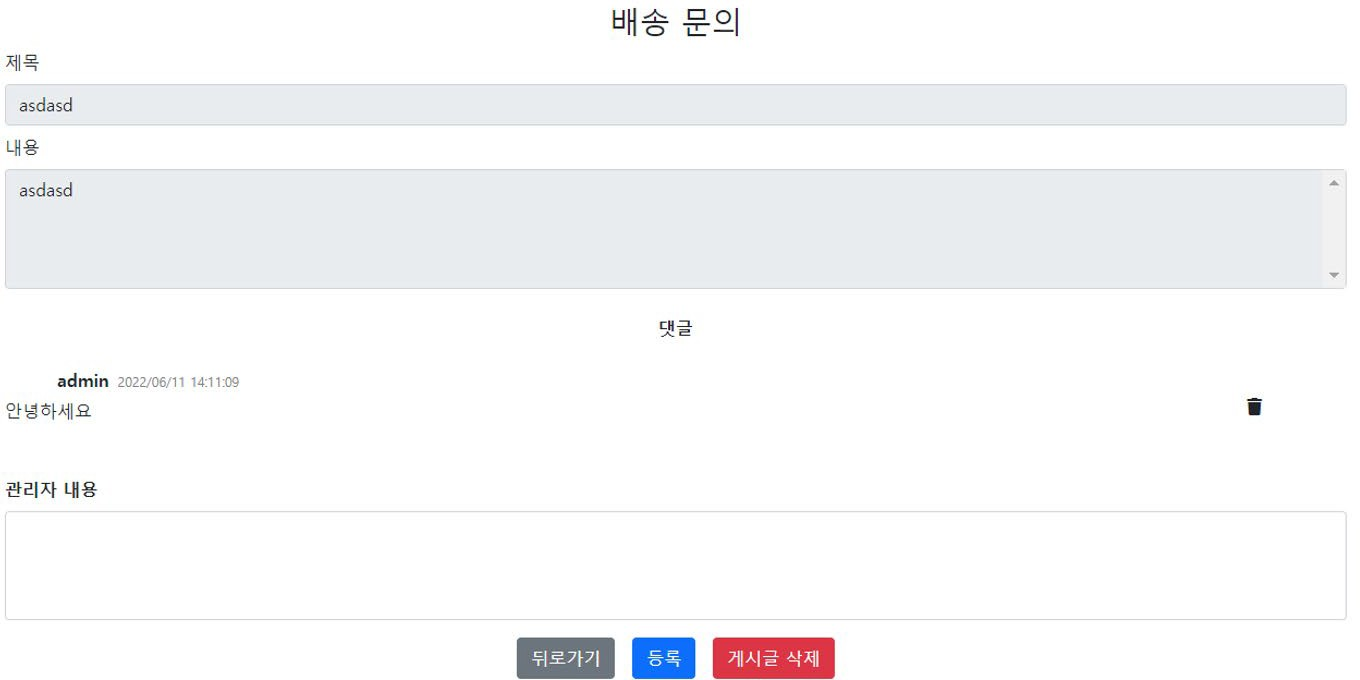 배송 문의
제목
asdasd
내용
asdasd
댓글
admin 2022/06/11 14:11:09
안녕하세요
관리자 내용
뒤로가기 등록 게시글 삭제